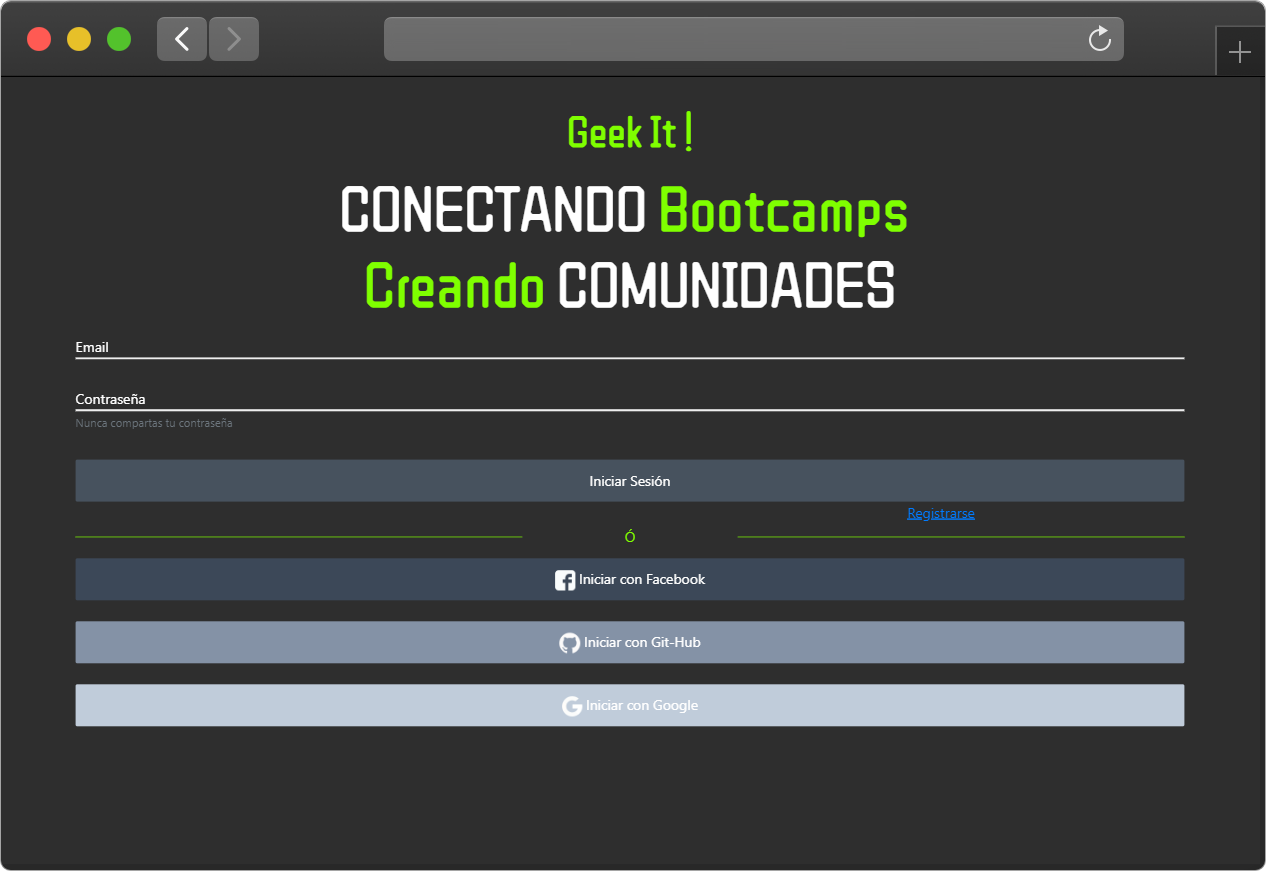 Geek It !
CONECTANDO Bootcamps
Creando COMUNIDADES
Email
Contraseña
Nunca compartas tu contraseña
Iniciar Sesión
Registrarse
Ó
Iniciar con Facebook
Iniciar con Git-Hub
Iniciar con Google